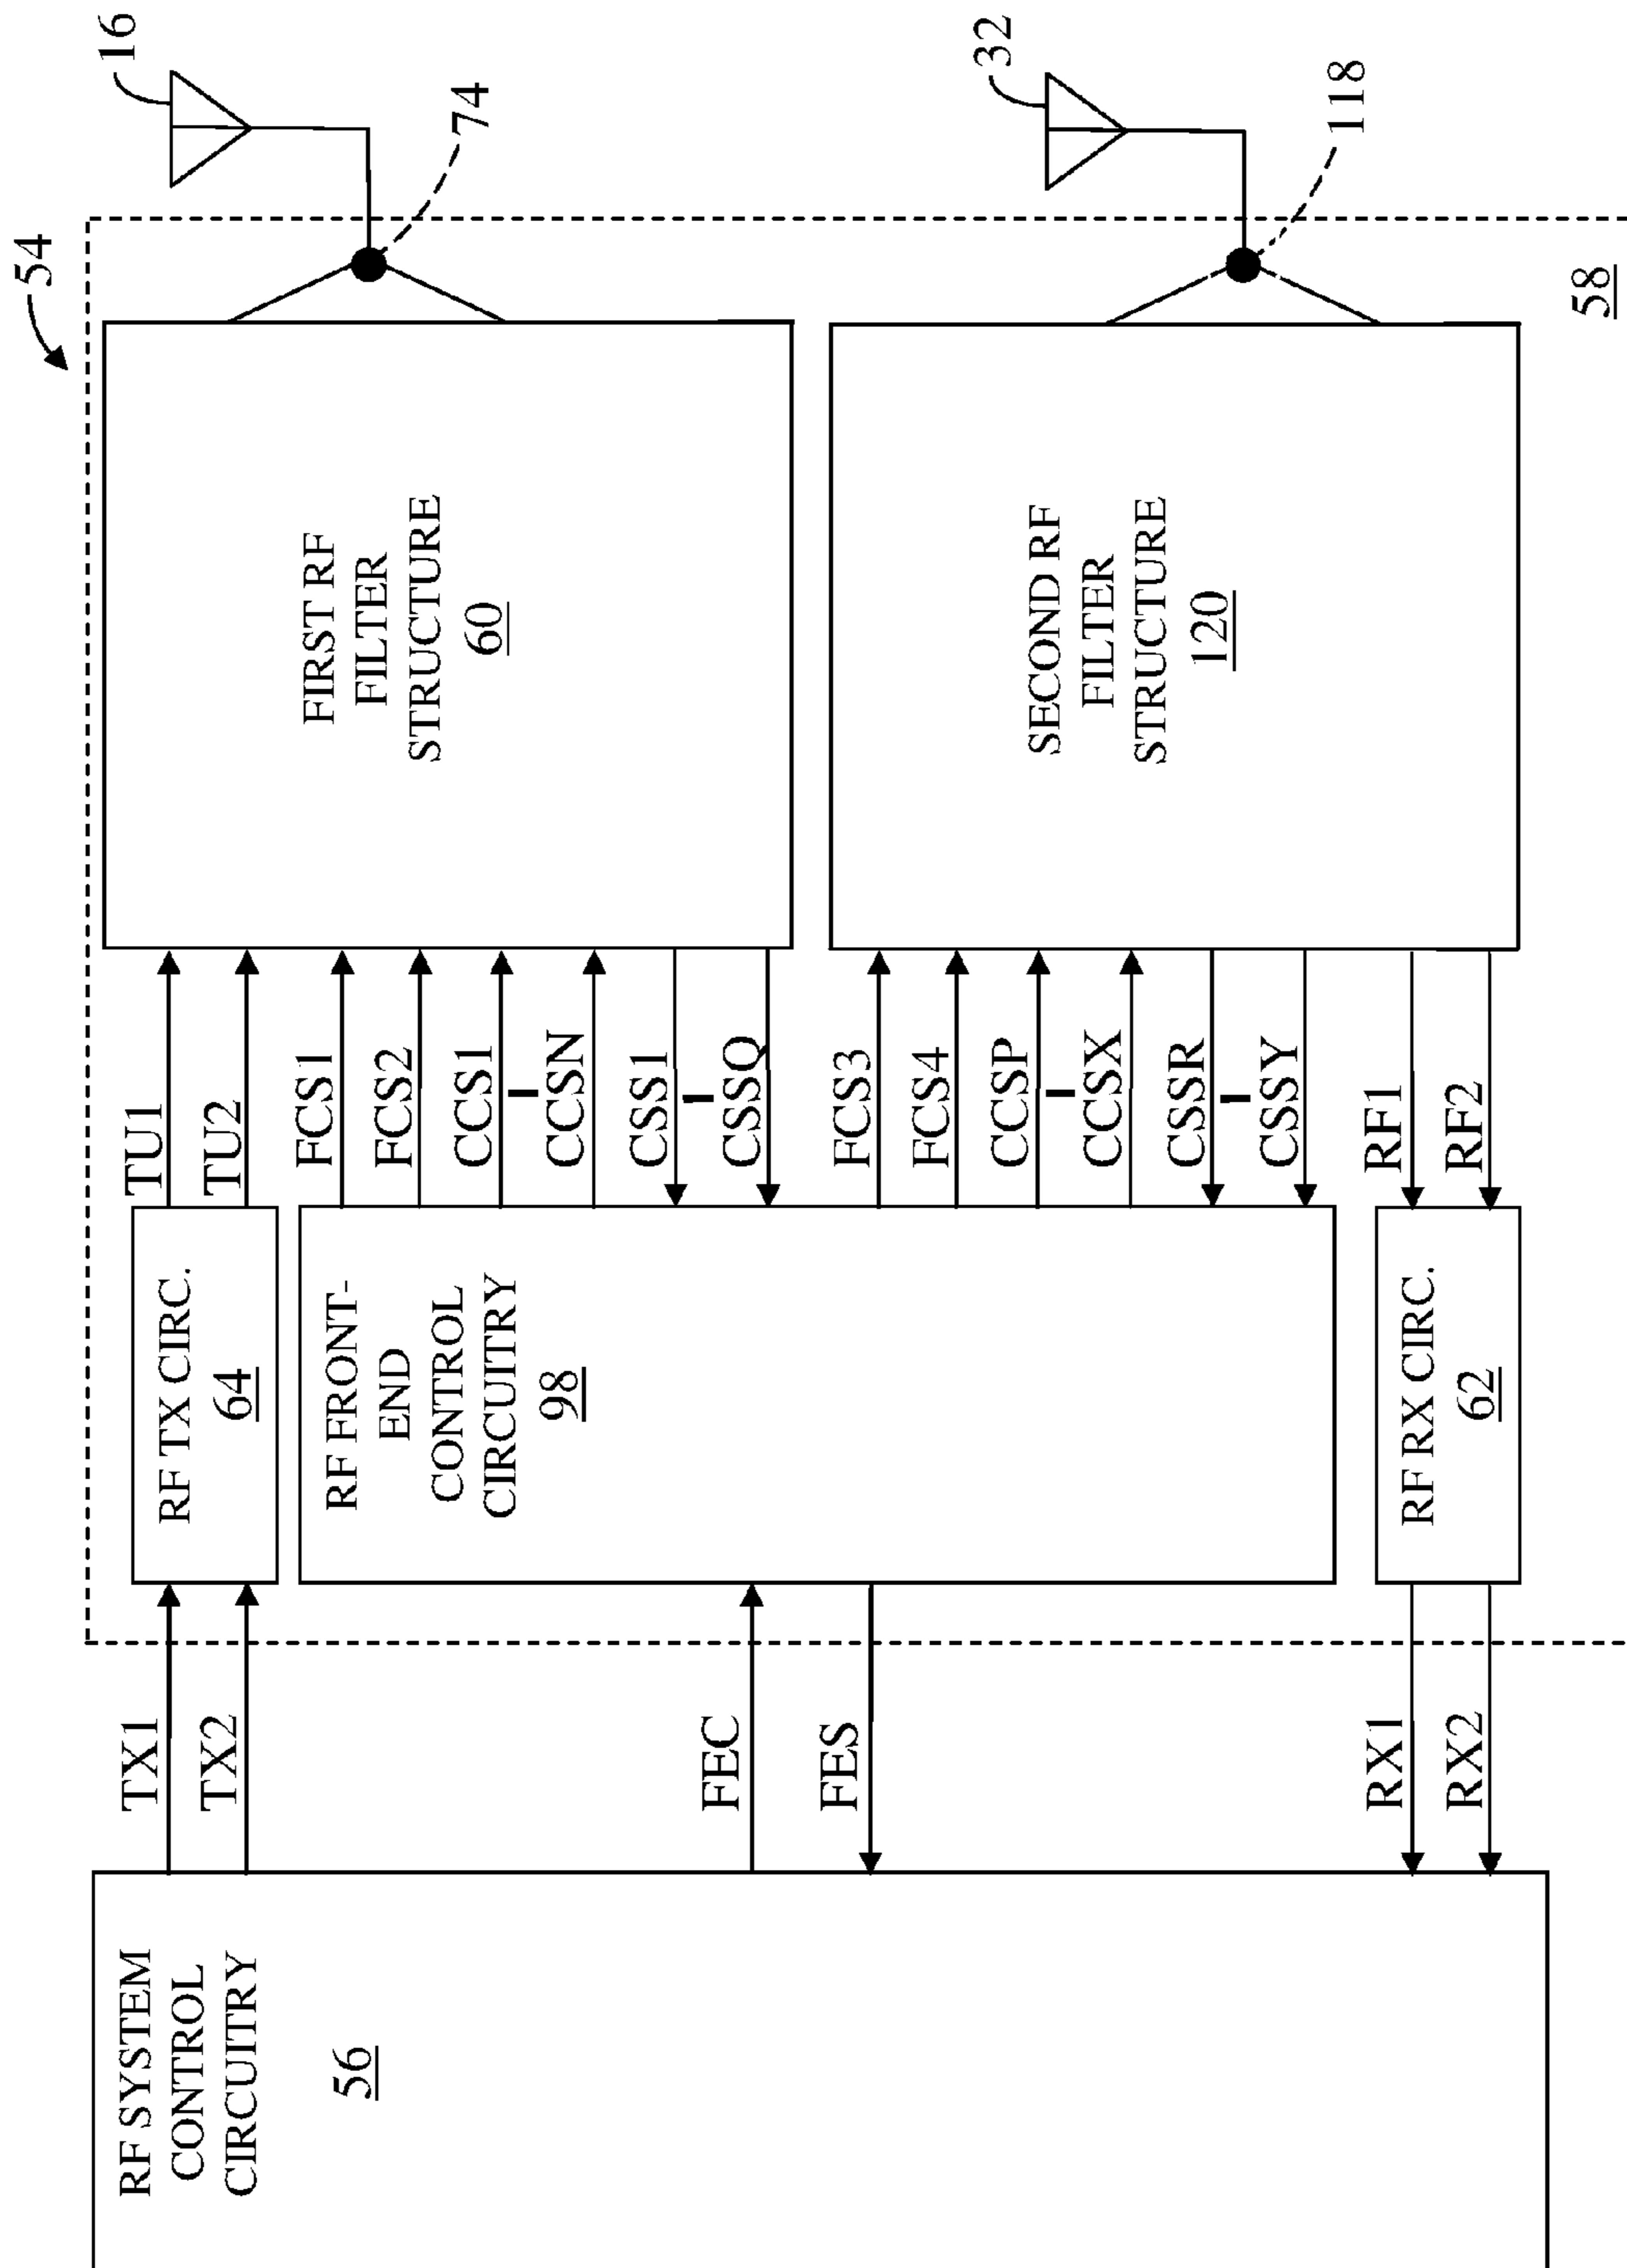 54
16
74
32
118
58
FIRST RF
FILTER
STRUCTURE
60
SECOND RF
FILTER
STRUCTURE
120
TU1
TU2
FCS1
FCS2
CCS1
-
CCSN
CSS1
-
CSSQ
FCS3
FCS4
CCSP
-
CCSX
CSSR
-
CSSY
RF1
RF2
RF TX CIRC.
64
RF FRONT-
END
CONTROL
CIRCUITRY
98
RF RX CIRC.
62
TX1
TX2
FEC
FES
RX1
RX2
RF SYSTEM
CONTROL
CIRCUITRY
56